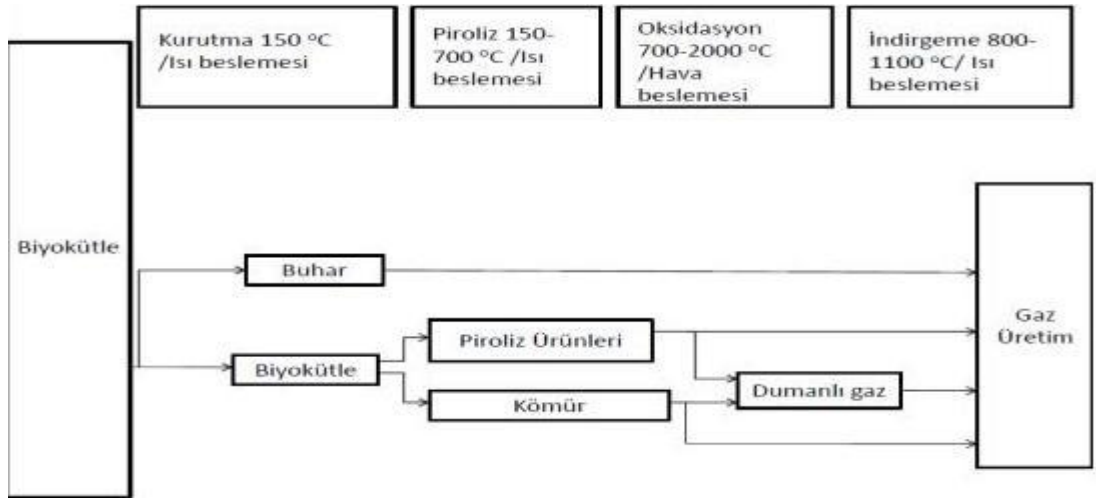 Kurutma 150 °C
/Isı beslemesi
Piroliz 150-
700 °C /Isı
beslemesi
Oksidasyon
700-2000 °C
/Hava
beslemesi
İndirgeme 800-
1100 °C/ Isı
beslemesi
Biyokütle
Buhar
Biyokütle
Piroliz Ürünleri
Kömür
Dumanlı gaz
Gaz
Üretim